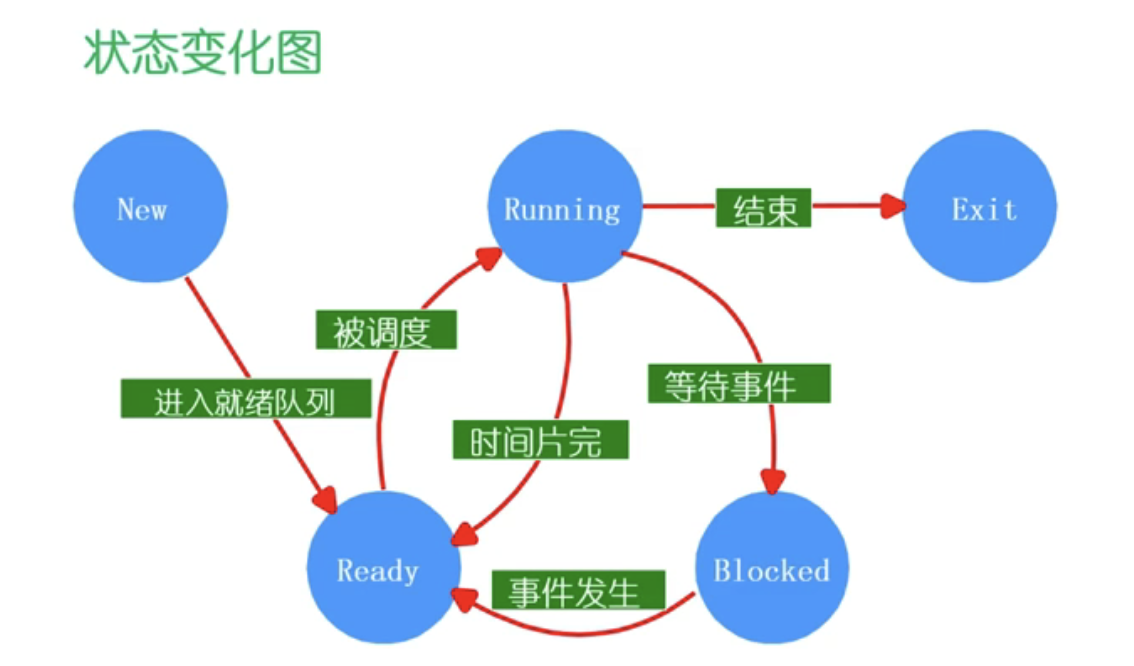 状态变化图
New
Running
结束
Exit
被调度
进入就绪队列
等待事件
时间片完
Ready
事件发生
Blocked